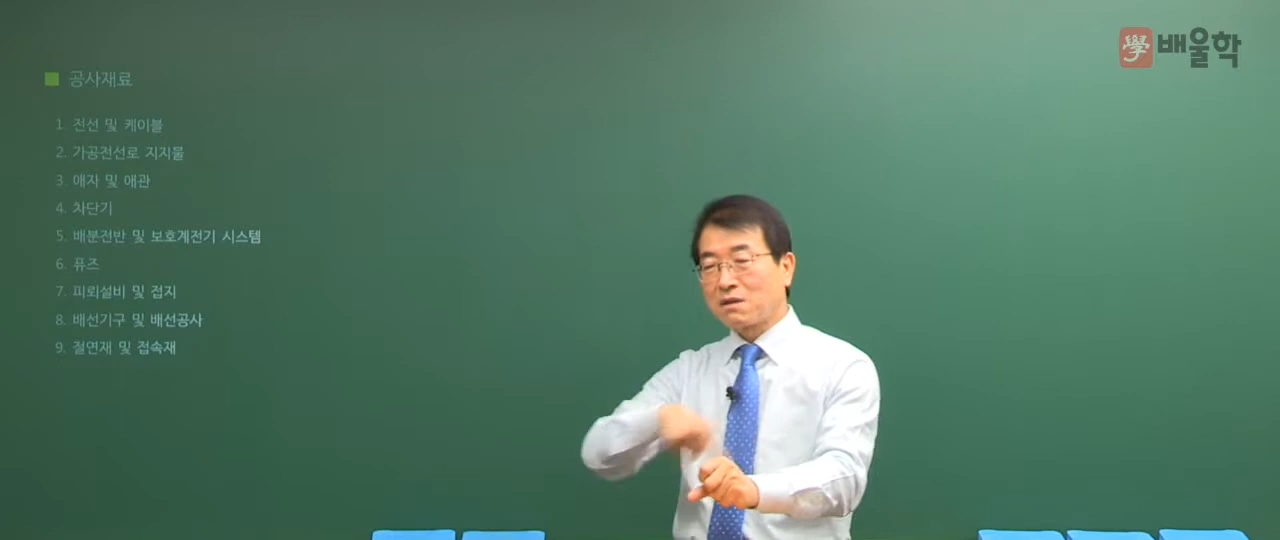 學 배울학
공사재료
1. 전선 및 케이블
2. 가공전선로 지지물
3. 애자 및 애관
4. 차단기
5. 배분전반 및 보호계전기 시스템
6. 퓨즈
7. 피뢰설비 및 접지
8. 배선기구 및 배선공사
9. 절연재 및 접속재